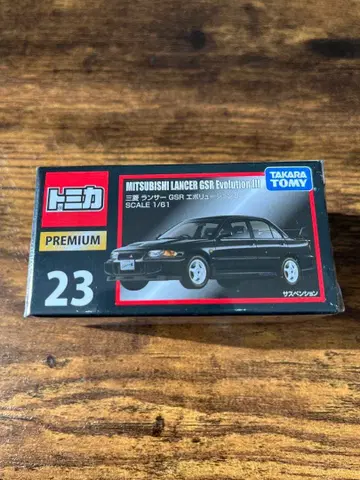 MITSUBISHI LANCER GSR Evolution III
三菱 ランサー GSR エボリューション
SCALE 1/61
TAKARA
TOMY
トミカ
PREMIUM
23
サスペンション